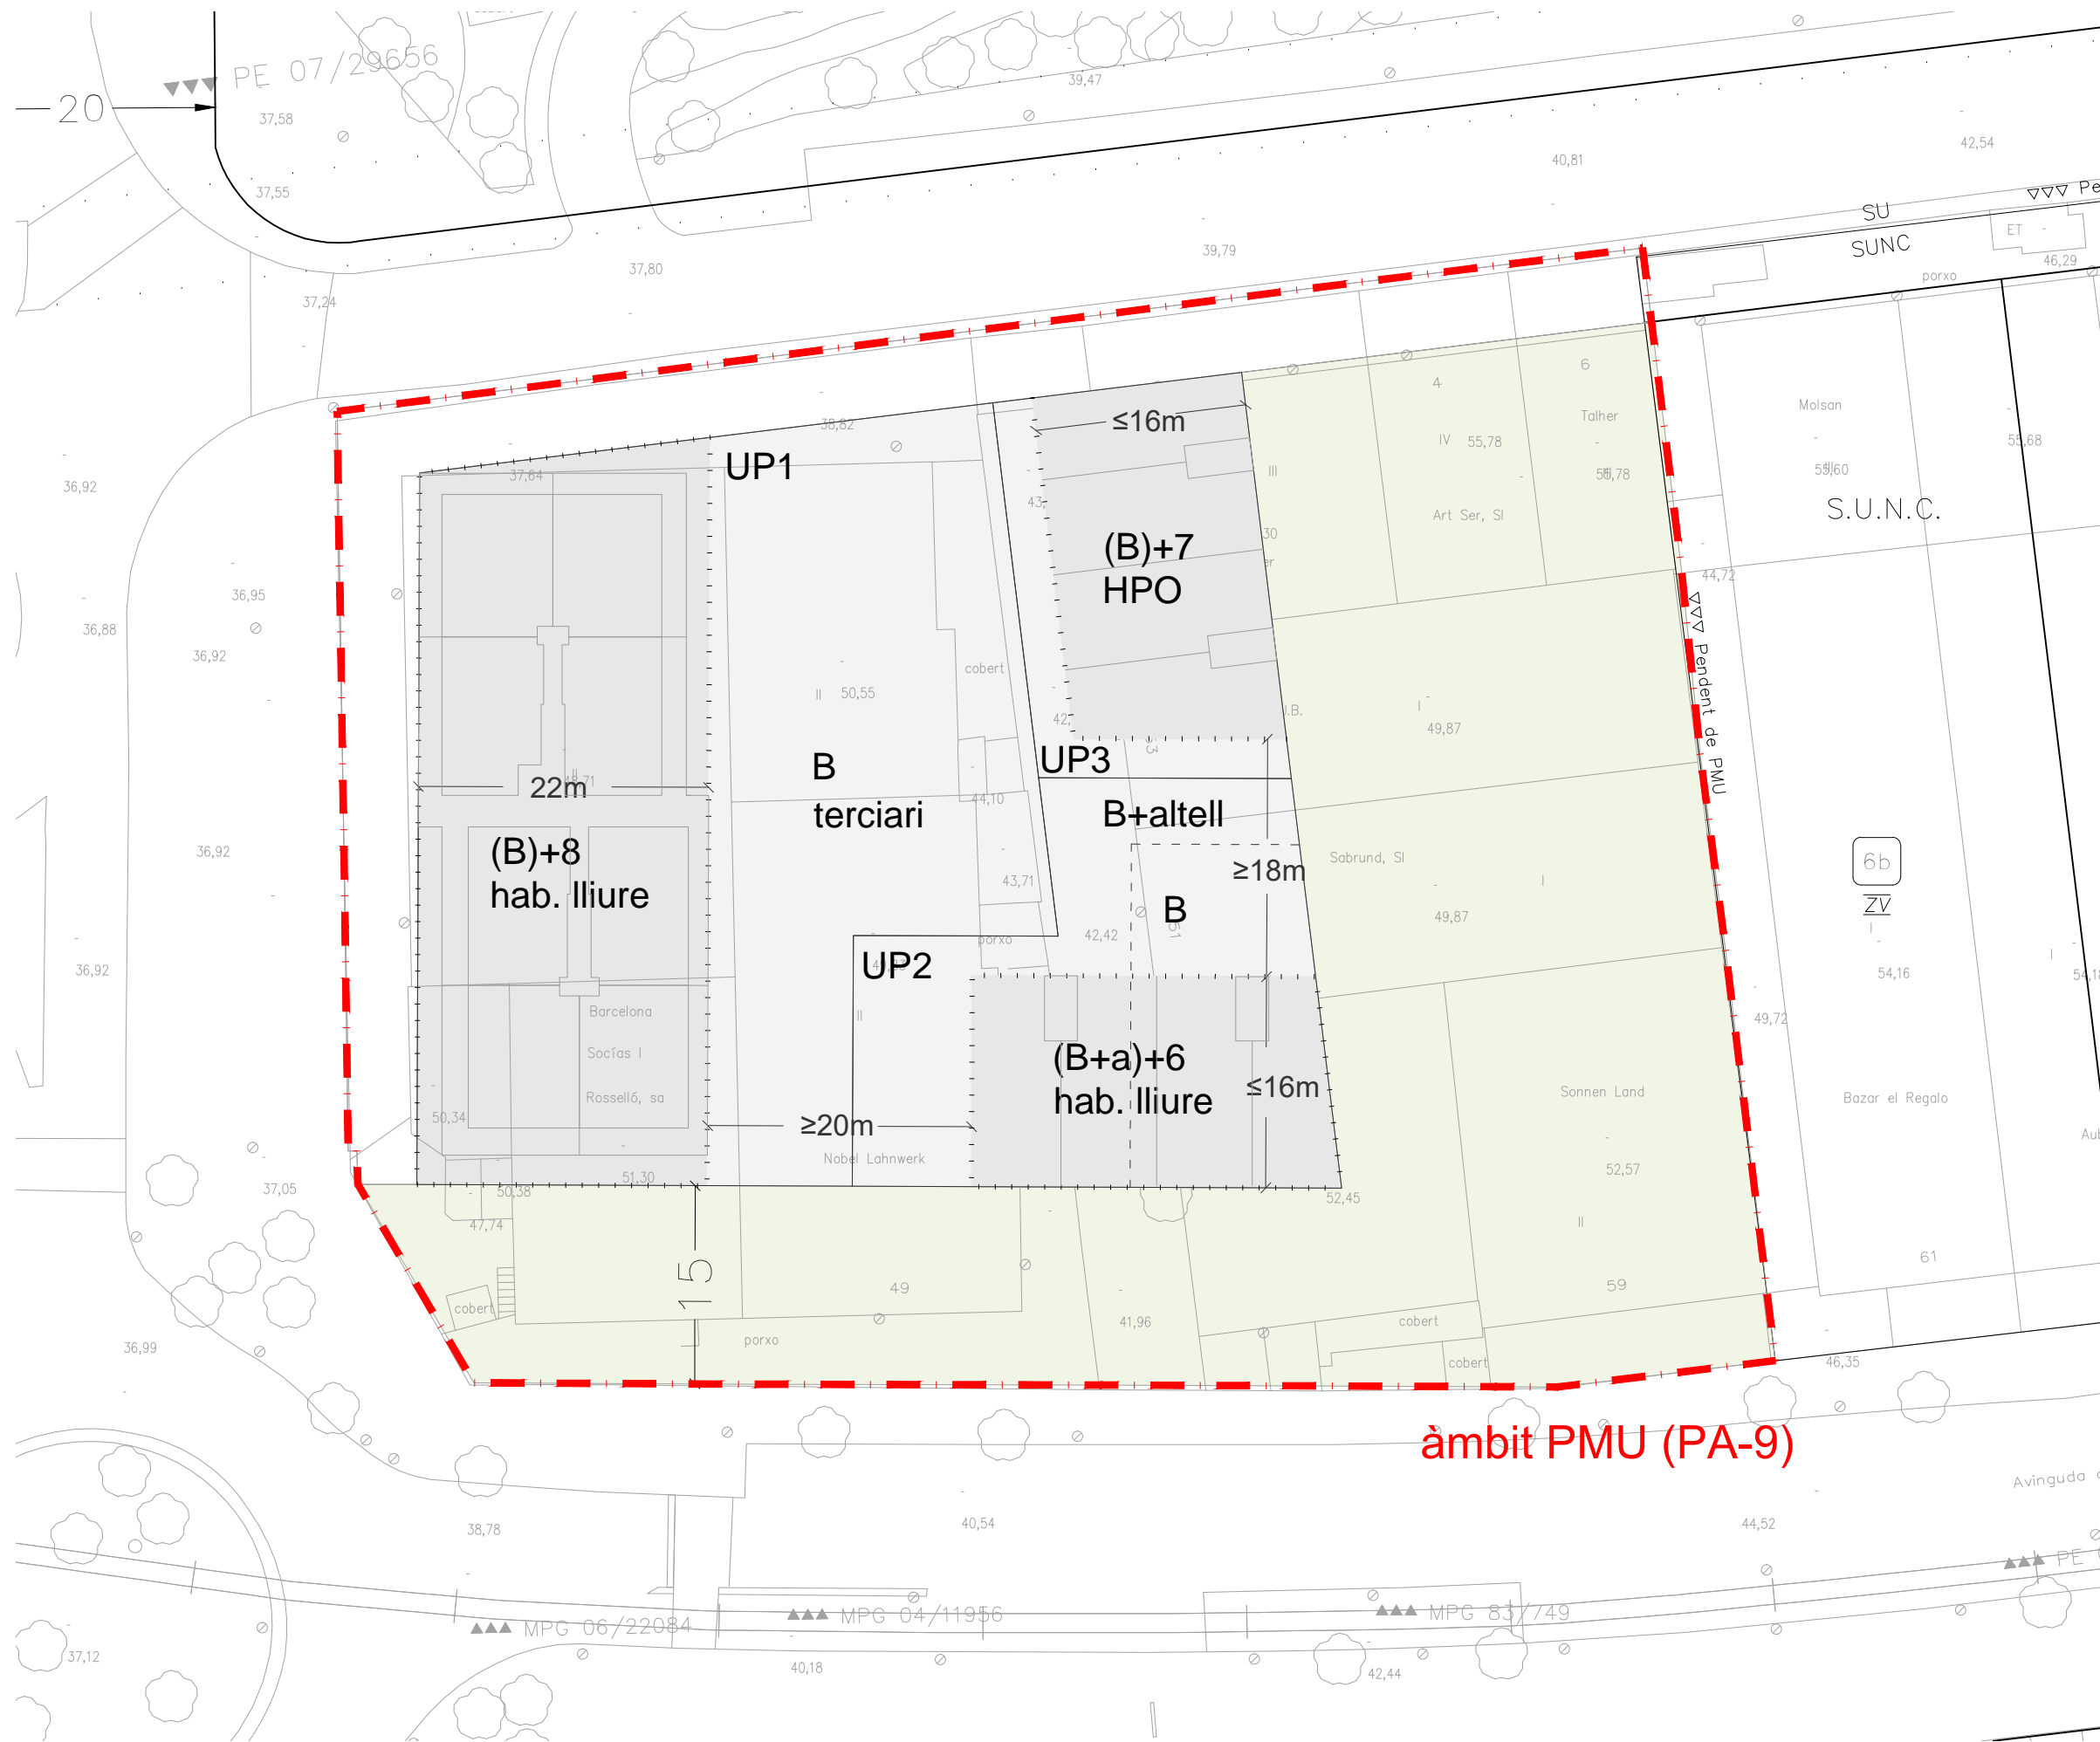 PE 07/29656
20
37,58
37,55
39,47
40,81
42,54
SU
SUNC
ET
46,29
porxo
39,79
37,80
37,24
38,82
≤16m
4
6
Talher
Molsan
IV
55,78
55,68
UP1
37,64
36,92
III
Art Ser, Sl
S.U.N.C.
(B)+7
HPO
36,95
36,88
36,92
44,72
cobert
II
50,55
Pendent de PMU
I
49,87
UP3
B
terciari
22m
44,10
B+altell
(B)+8
hab. lliure
36,92
Sabrund, Sl
≥18m
6b
ZV
43,71
I
B
61
49,87
I
porxo
42,42
UP2
36,92
54,16
I
II
49,72
Barcelona
Socías I
Rosselló, sa
(B+a)+6
hab. lliure
≤16m
Sonnen Land
Bazar el Regalo
50,34
≥20m
Nobel Lahnwerk
52,57
51,30
50,38
37,05
52,45
47,74
II
15
49
59
61
cobert
porxo
41,96
cobert
cobert
36,99
46,35
àmbit PMU (PA-9)
Avinguda
38,78
40,54
44,52
MPG 06/22084
MPG 04/11956
MPG 83/749
PE
37,12
40,18
42,44